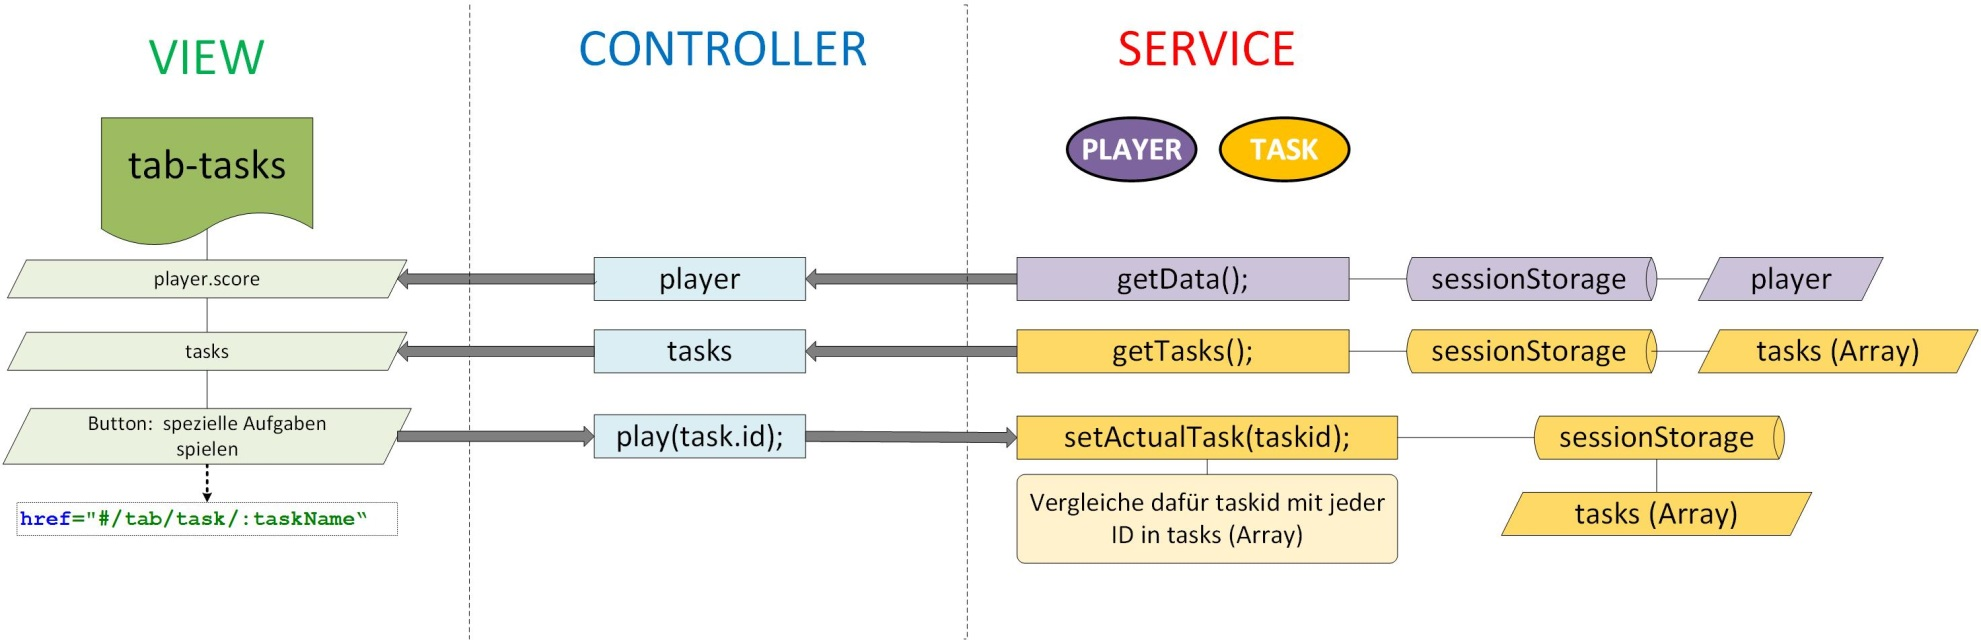 VIEW
CONTROLLER
SERVICE
tab-tasks
PLAYER
TASK
player.score
player
getData();
sessionStorage
player
tasks
tasks
getTasks();
sessionStorage
tasks (Array)
Button: spezielle Aufgaben
spielen
play(task.id);
setActualTask(taskid);
sessionStorage
href="#/tab/task/:taskName“
Vergleiche dafür taskid mit jeder
ID in tasks (Array)
tasks (Array)